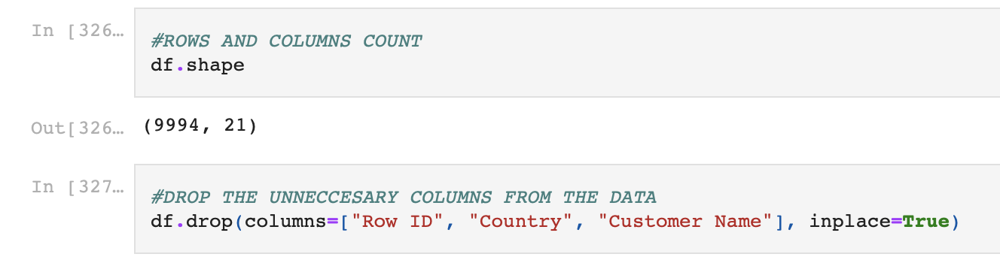 In [326…
#ROWS AND COLUMNS COUNT
df.shape
Out[326… (9994, 21)
In [327…
#DROP THE UNNECCESARY COLUMNS FROM THE DATA
df.drop(columns=["Row ID", "Country", "Customer Name"], inplace=True)